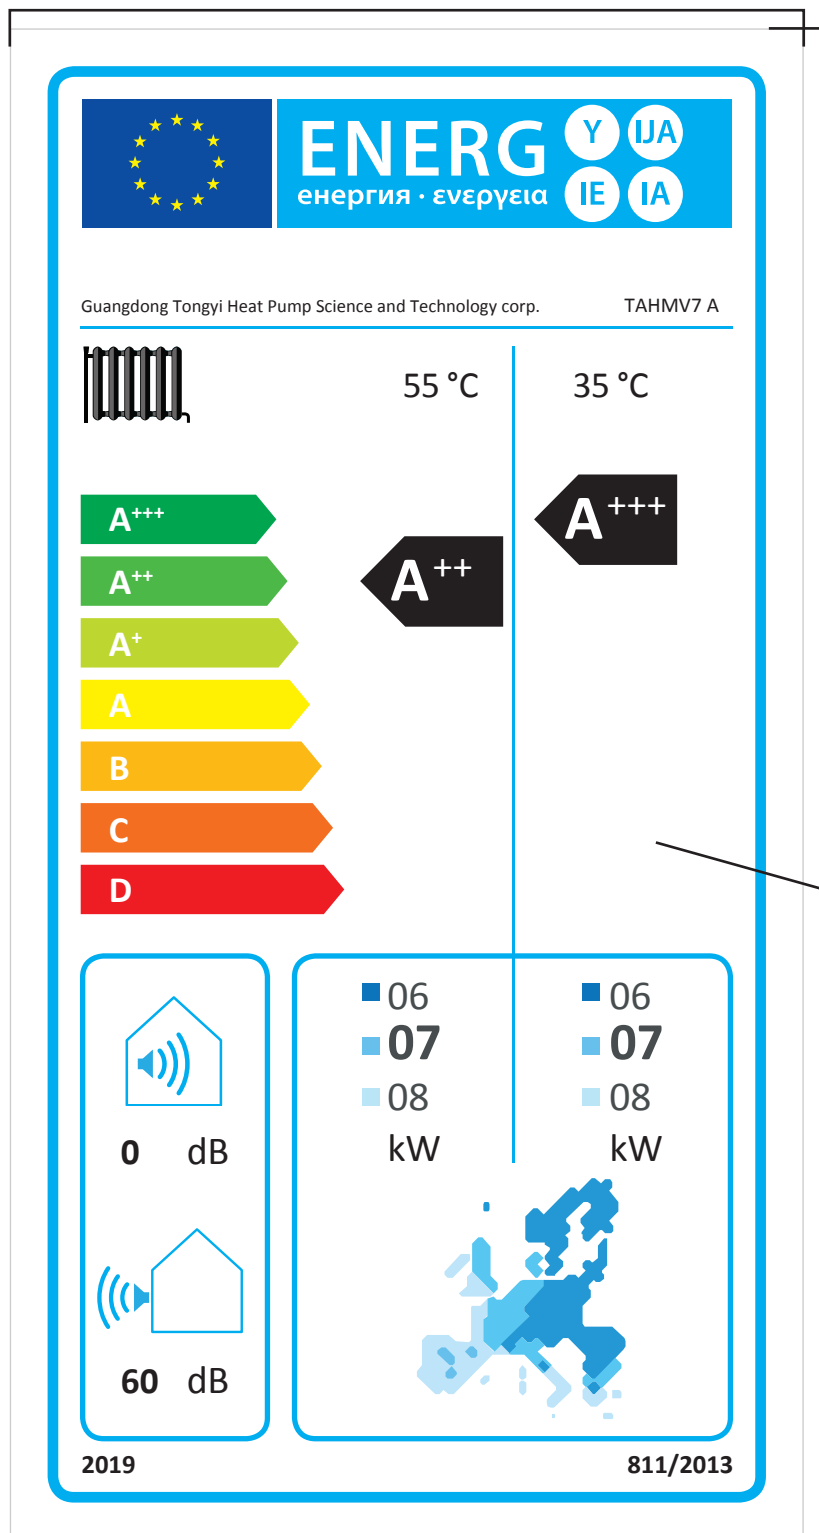 ENERG Y IJA
енергия · ενεργεια IE IA
Guangdong Tongyi Heat Pump Science and Technology corp. TAHMV7 A
55 °C 35 °C
A+++ A+++
A++ A++
A+
A
B
C
D
06 06
07 07
08 08
kW kW
0 dB
60 dB
2019 811/2013